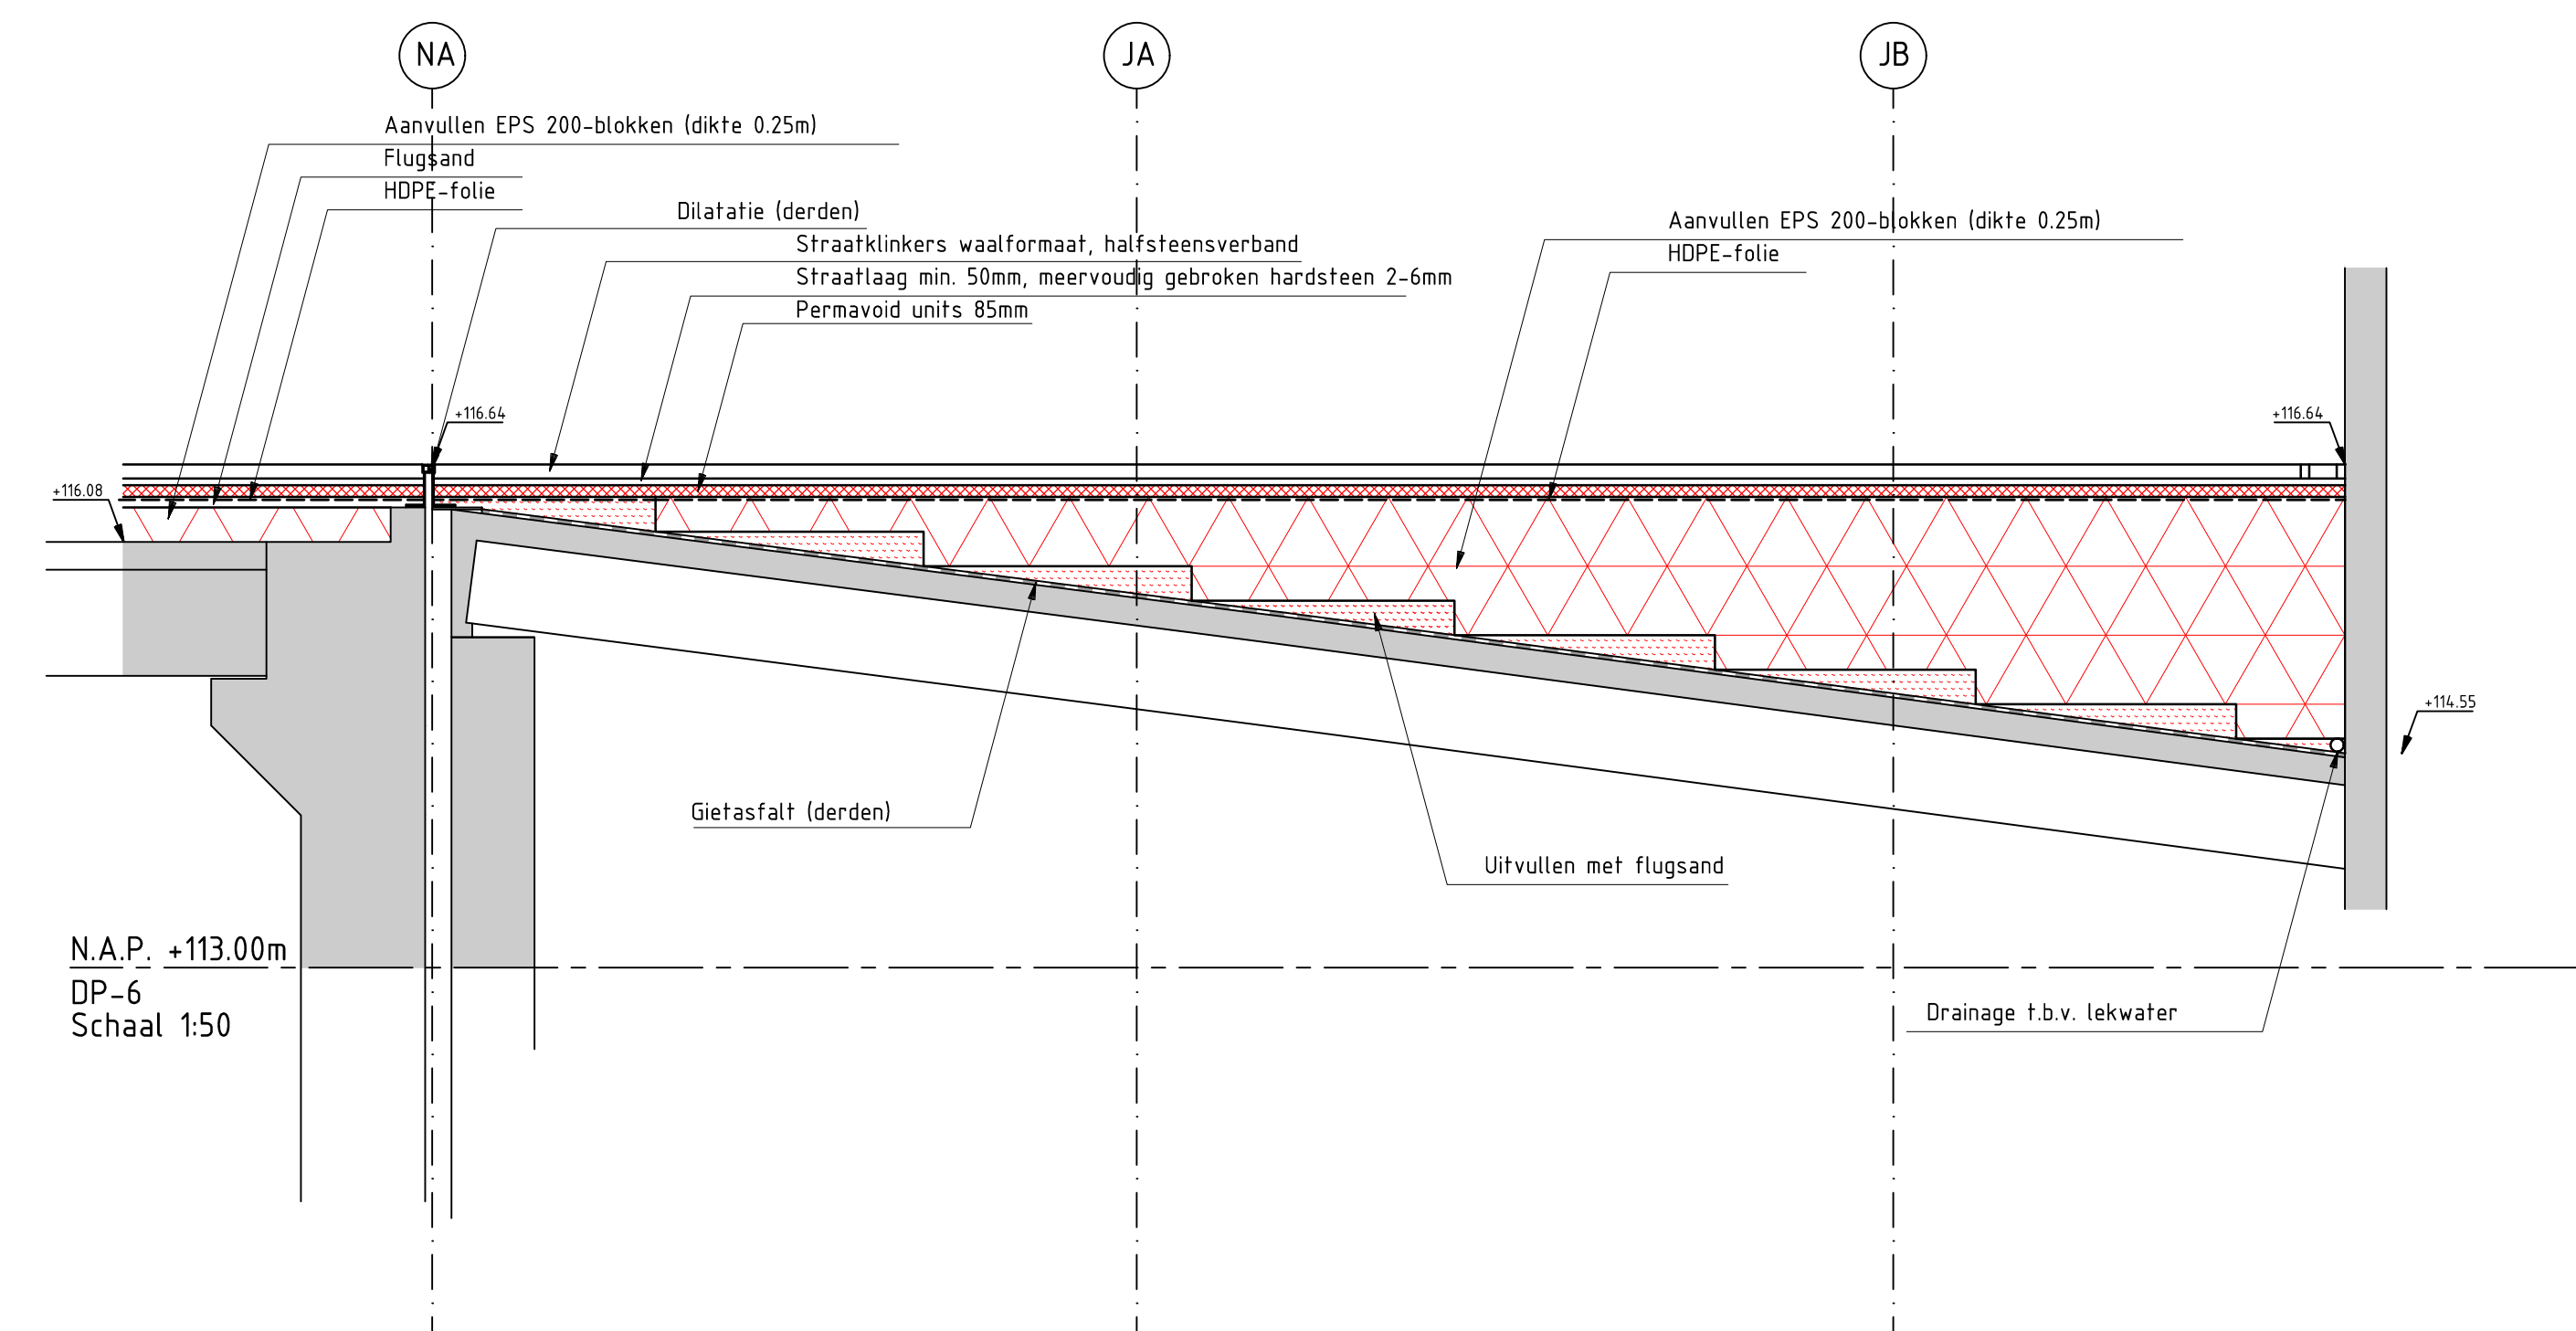 NA
JA
JB
Aanvullen EPS 200-blokken (dikte 0.25m)
Flugsand
HDPE-folie
Dilatatie (derden)
Straatklinkers waalformaat, halfsteensverband
Straatlaag min. 50mm, meervoudig gebroken hardsteen 2-6mm
Permavoid units 85mm
Aanvullen EPS 200-blokken (dikte 0.25m)
HDPE-folie
+116.64
+116.64
+116.08
+114.55
Gietasfalt (derden)
Uitvullen met flugsand
N.A.P. +113.00m
DP-6
Schaal 1:50
Drainage t.b.v. lekwater